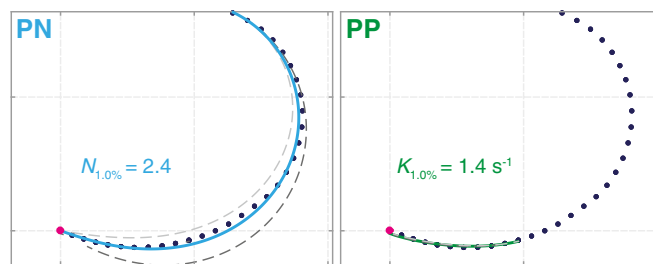 PN
PP
N1.0% = 2.4
K1.0% = 1.4 s-1